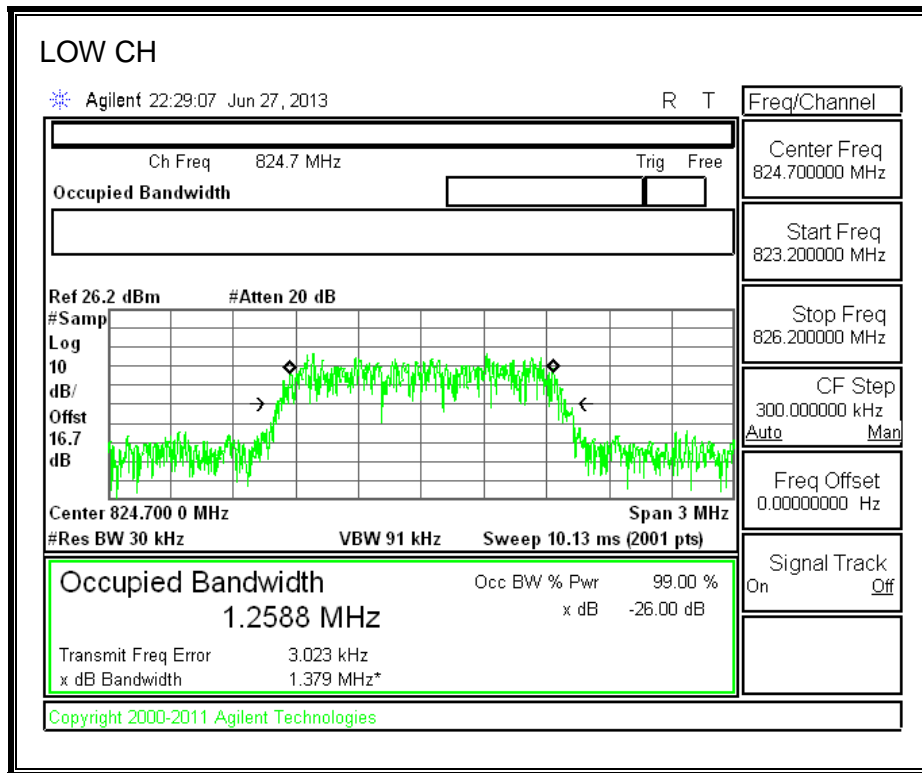 LOW CH
Agilent 22:29:07 Jun 27, 2013 R T
Freq/Channel
Ch Freq 824.7 MHz Trig Free
Occupied Bandwidth
Center Freq
824.700000 MHz
Start Freq
823.200000 MHz
Stop Freq
826.200000 MHz
CF Step
300.000000 kHz
Auto Man
Freq Offset
0.00000000 Hz
Signal Track
On Off
Ref 26.2 dBm #Atten 20 dB
#Samp
Log
10
dB/
Offst
16.7
dB
Center 824.700 0 MHz Span 3 MHz
#Res BW 30 kHz VBW 91 kHz Sweep 10.13 ms (2001 pts)
Occupied Bandwidth Occ BW % Pwr 99.00 %
1.2588 MHz x dB -26.00 dB
Transmit Freq Error 3.023 kHz
x dB Bandwidth 1.379 MHz*
Copyright 2000-2011 Agilent Technologies